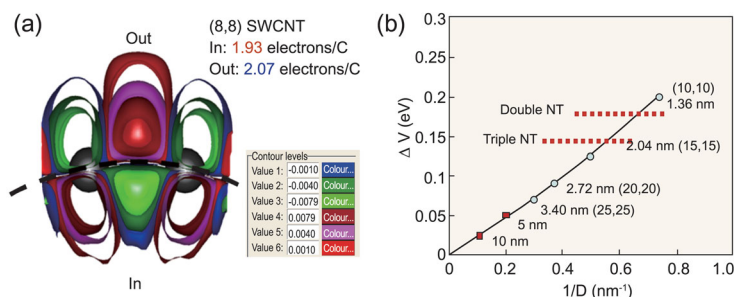 (a)
(8,8) SWCNT
In: 1.93 electrons/C
Out: 2.07 electrons/C
Out
Contour levels
Value 1: -0.0010 Colour...
Value 2: -0.0040 Colour...
Value 3: -0.0079 Colour...
Value 4: 0.0079 Colour...
Value 5: 0.0040 Colour...
Value 6: 0.0010 Colour...
In
(b)
0.3
0.25
0.2
0.15
0.1
0.05
0
Δ V (eV)
(10,10)
1.36 nm
Double NT
Triple NT
2.04 nm (15,15)
2.72 nm (20,20)
3.40 nm (25,25)
5 nm
10 nm
0 0.2 0.4 0.6 0.8 1.0
1/D (nm⁻¹)